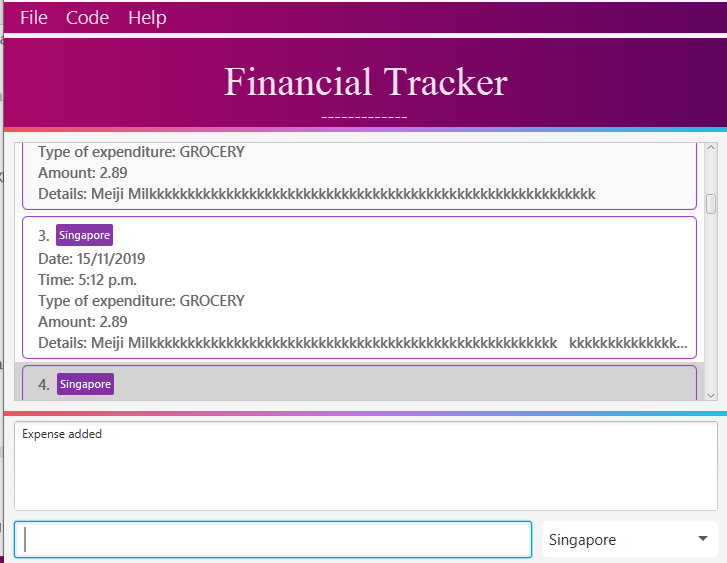 File Code Help
Financial Tracker
-------------
Type of expenditure: GROCERY
Amount: 2.89
Details: Meiji Milkkkkkkkkkkkkkkkkkkkkkkkkkkkkkkkkkkkkkkkkkkkkkkkkkkkkkkkkkkk
3. Singapore
Date: 15/11/2019
Time: 5:12 p.m.
Type of expenditure: GROCERY
Amount: 2.89
Details: Meiji Milkkkkkkkkkkkkkkkkkkkkkkkkkkkkkkkkkkkkkkkkkkkkkkkkkkkkkk kkkkkkkkkkkkkk...
4. Singapore
Expense added
Singapore